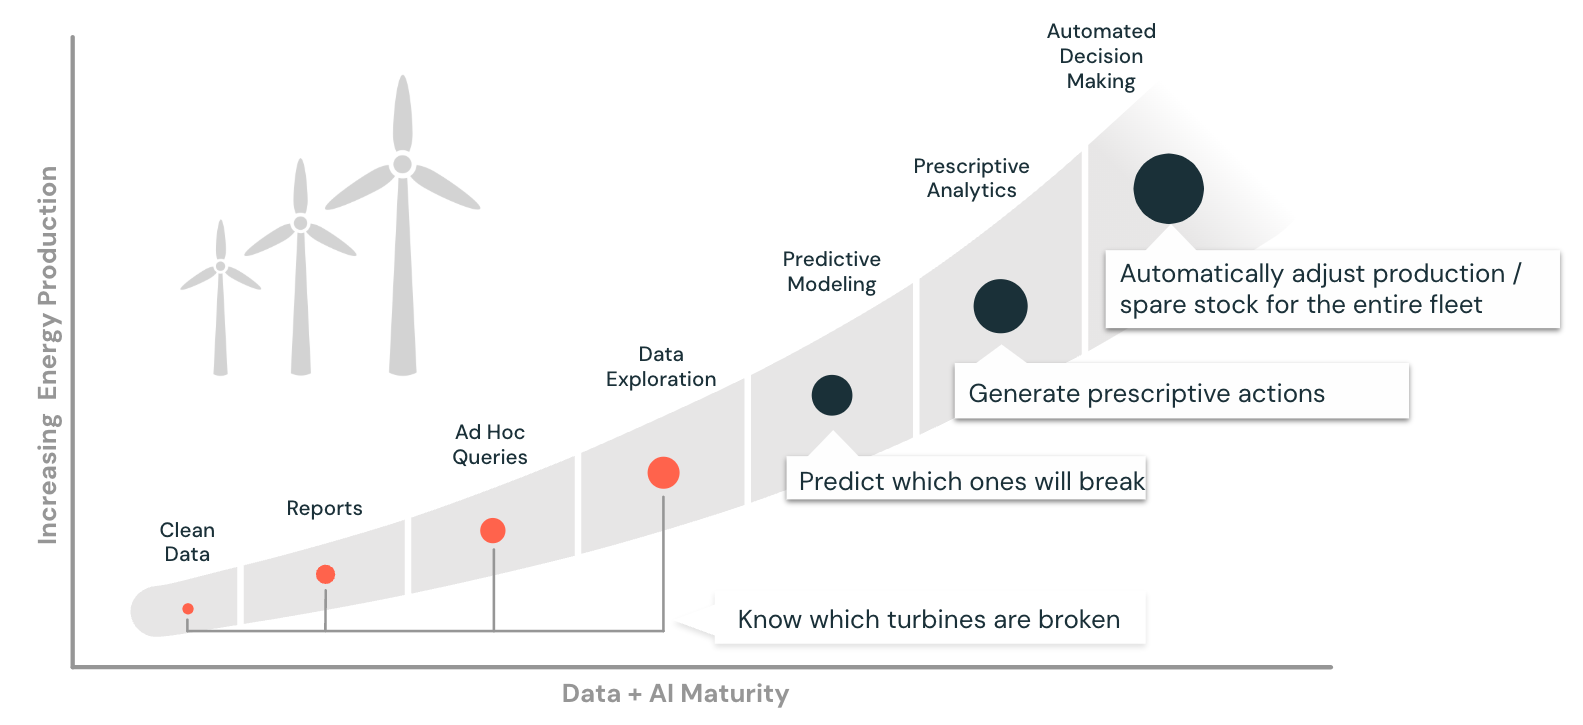 Automated
Decision
Making
Prescriptive
Analytics
Predictive
Modeling
Data
Exploration
Ad Hoc
Queries
Reports
Clean
Data
Automatically adjust production /
spare stock for the entire fleet
Generate prescriptive actions
Predict which ones will break
Know which turbines are broken
Increasing Energy Production
Data + AI Maturity